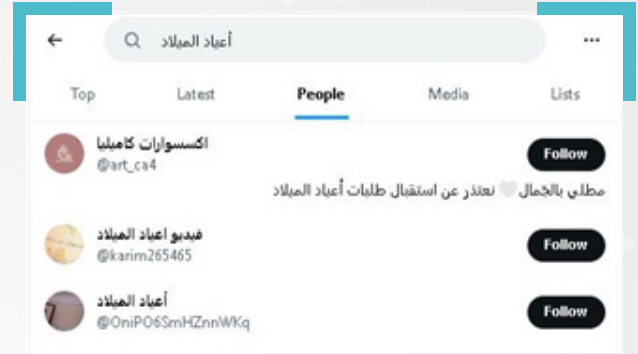 أعياد الميلاد
Top Latest People Media Lists
اكسسوارات كاميليا
@art_ca4
Follow
مطلي بالجمال🤍 نعتذر عن استقبال طلبات أعياد الميلاد
فيديو اعياد الميلاد
@karim265465
Follow
أعياد الميلاد
@OniPO6SmHZnnWKq
Follow